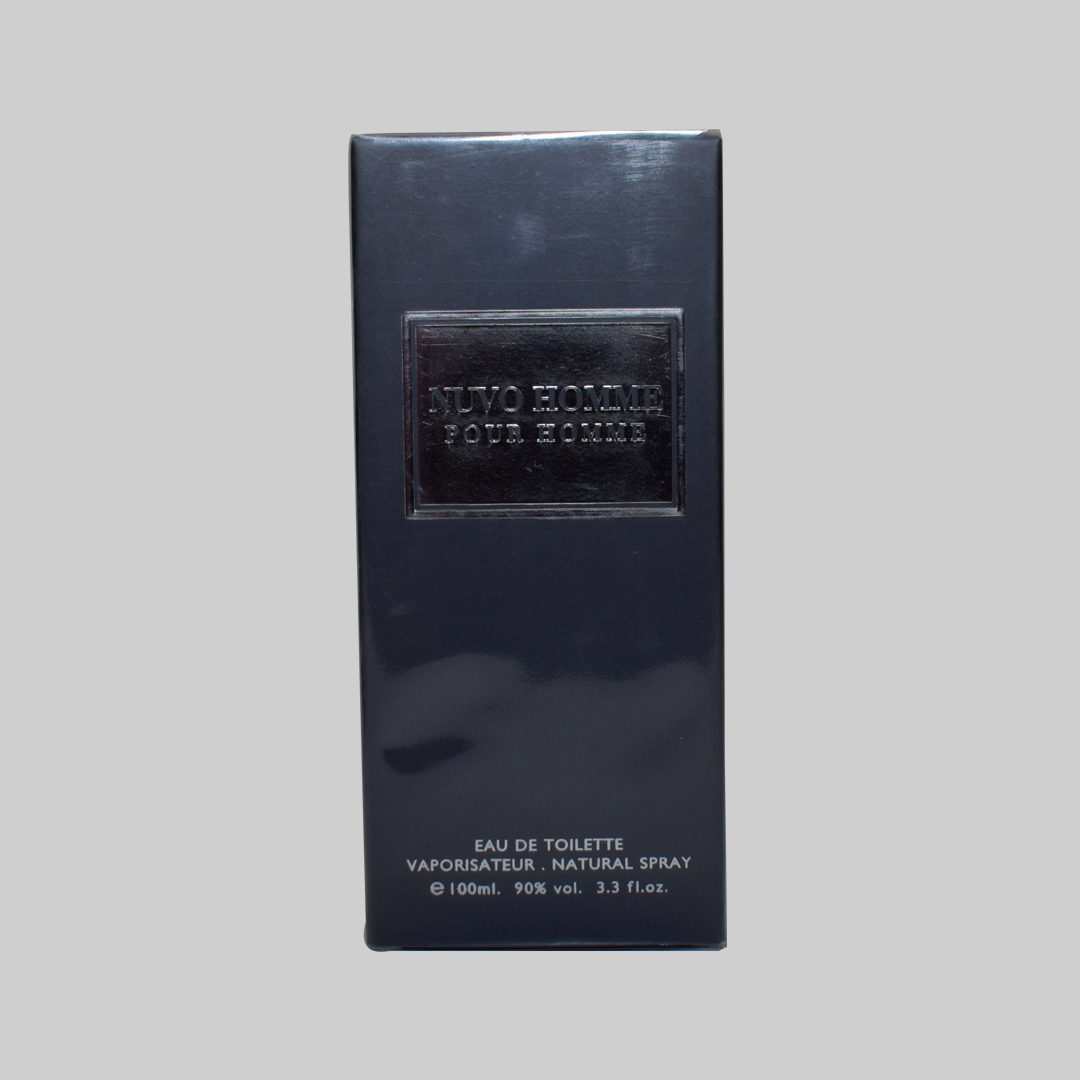 NUVO HOMME
POUR HOMME
EAU DE TOILETTE
VAPORISATEUR . NATURAL SPRAY
e 100ml. 90% vol. 3.3 fl.oz.